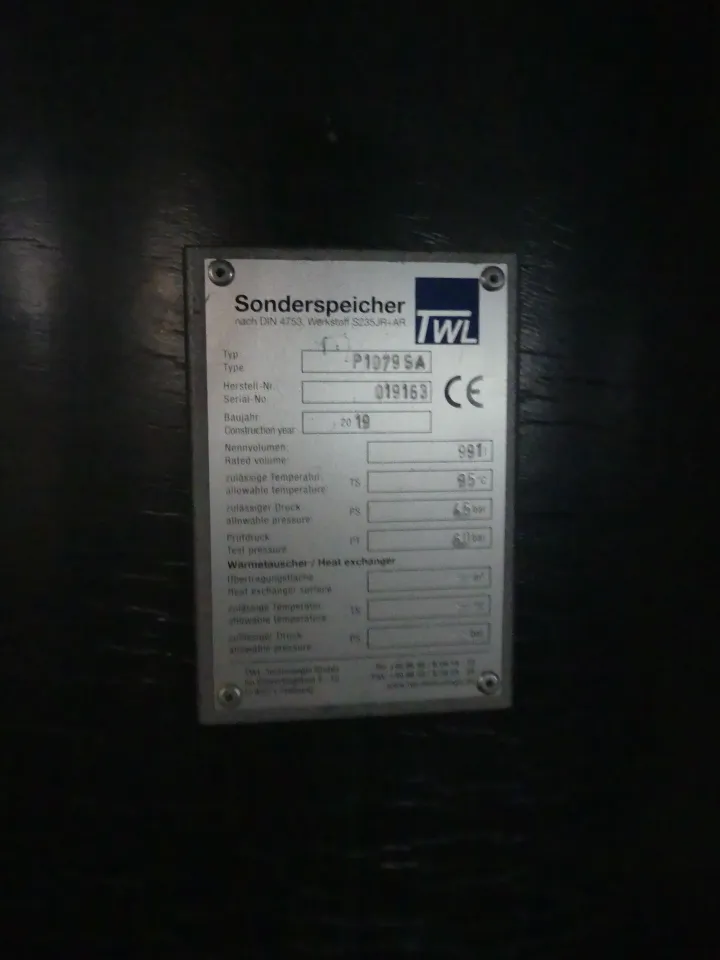 Sonderspeicher
nach DIN 4753, Werkstoff S235JR+AR
TWL
Typ
Type
P1079SA
Herstell-Nr.
Serial-No.
019163
CE
Baujahr
Construction year
2019
Nennvolumen
Rated volume
991 l
zulässige Temperatur
allowable temperature
TS
95 °C
zulässiger Druck
allowable pressure
PS
bar
Prüfdruck
Test pressure
PT
bar
Wärmetauscher / Heat exchanger
Übertragungsfläche
Heat exchanger surface
m²
zulässige Temperatur
allowable temperature
TS
°C
zulässiger Druck
allowable pressure
PS
bar